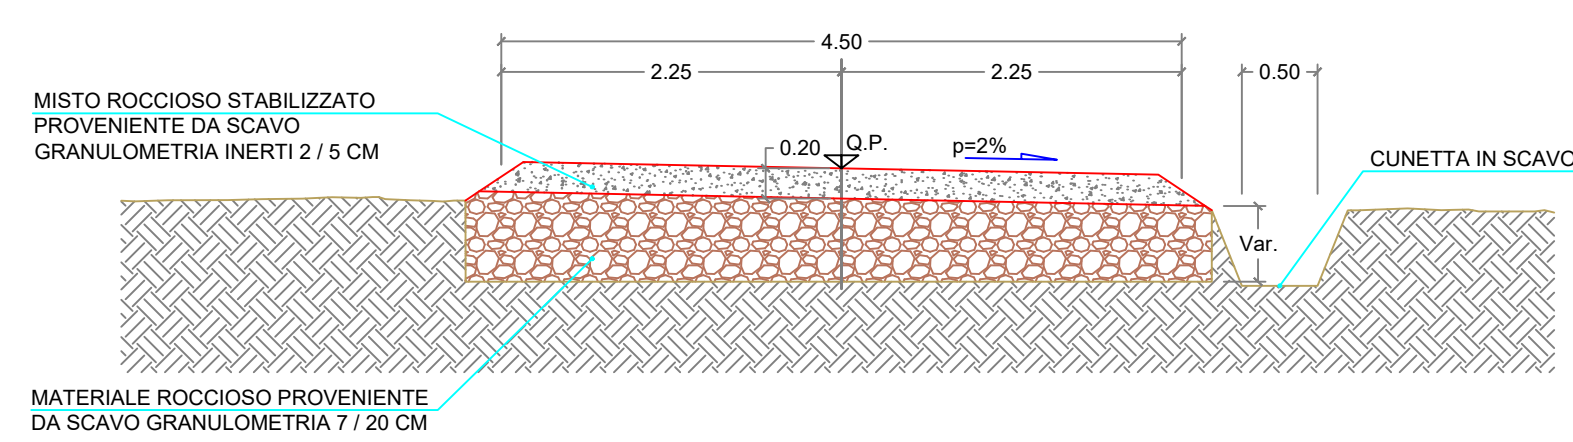 4.50
2.25
2.25
0.50
MISTO ROCCIOSO STABILIZZATO
PROVENIENTE DA SCAVO
GRANULOMETRIA INERTI 2 / 5 CM
0.20
Q.P.
p=2%
CUNETTA IN SCAVO
Var.
MATERIALE ROCCIOSO PROVENIENTE
DA SCAVO GRANULOMETRIA 7 / 20 CM